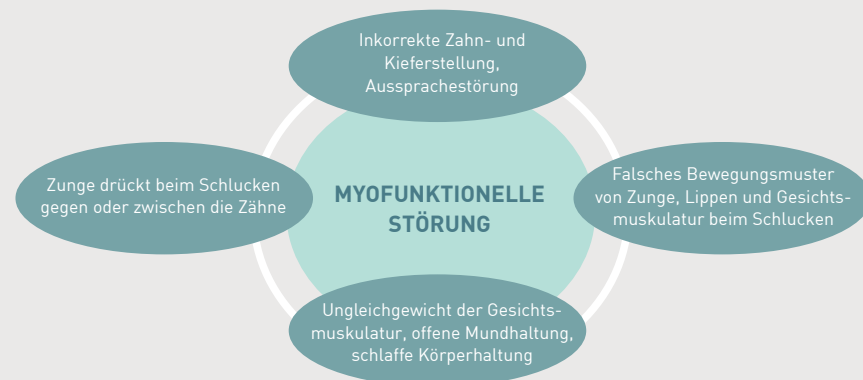 Inkorrekte Zahn- und
Kieferstellung,
Aussprachestörung
Zunge drückt beim Schlucken
gegen oder zwischen die Zähne
MYOFUNKTIONELLE
STÖRUNG
Falsches Bewegungsmuster
von Zunge, Lippen und Gesichts-
muskulatur beim Schlucken
Ungleichgewicht der Gesichts-
muskulatur, offene Mundhaltung,
schlaffe Körperhaltung